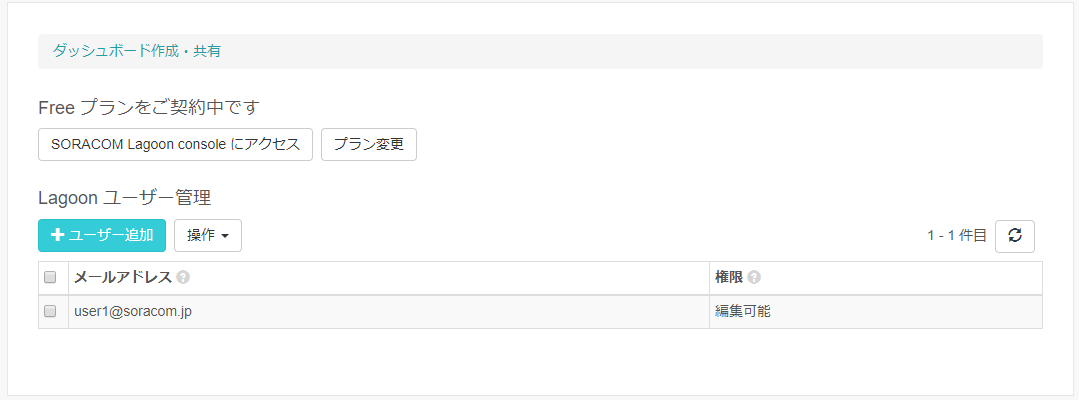 ダッシュボード作成・共有
Free プランをご契約中です
SORACOM Lagoon console にアクセス プラン変更
Lagoon ユーザー管理
ユーザー追加 操作 1 - 1 件目
メールアドレス ? 権限 ?
user1@soracom.jp 編集可能